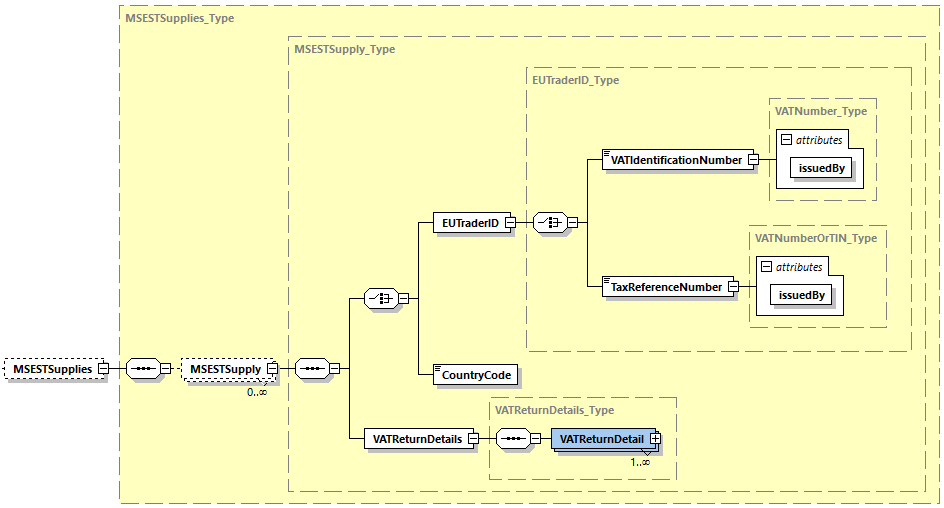 MSESTSupplies_Type
MSESTSupply_Type
EUTraderID_Type
VATNumber_Type
attributes
VATIdentificationNumber
issuedBy
EUTraderID
VATNumberOrTIN_Type
attributes
TaxReferenceNumber
issuedBy
MSESTSupplies
MSESTSupply
0..∞
CountryCode
VATReturnDetails_Type
VATReturnDetails
VATReturnDetail
1..∞